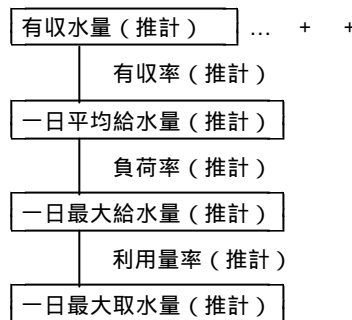 有収水量（推計） … + +
有収率（推計）
一日平均給水量（推計）
負荷率（推計）
一日最大給水量（推計）
利用量率（推計）
一日最大取水量（推計）